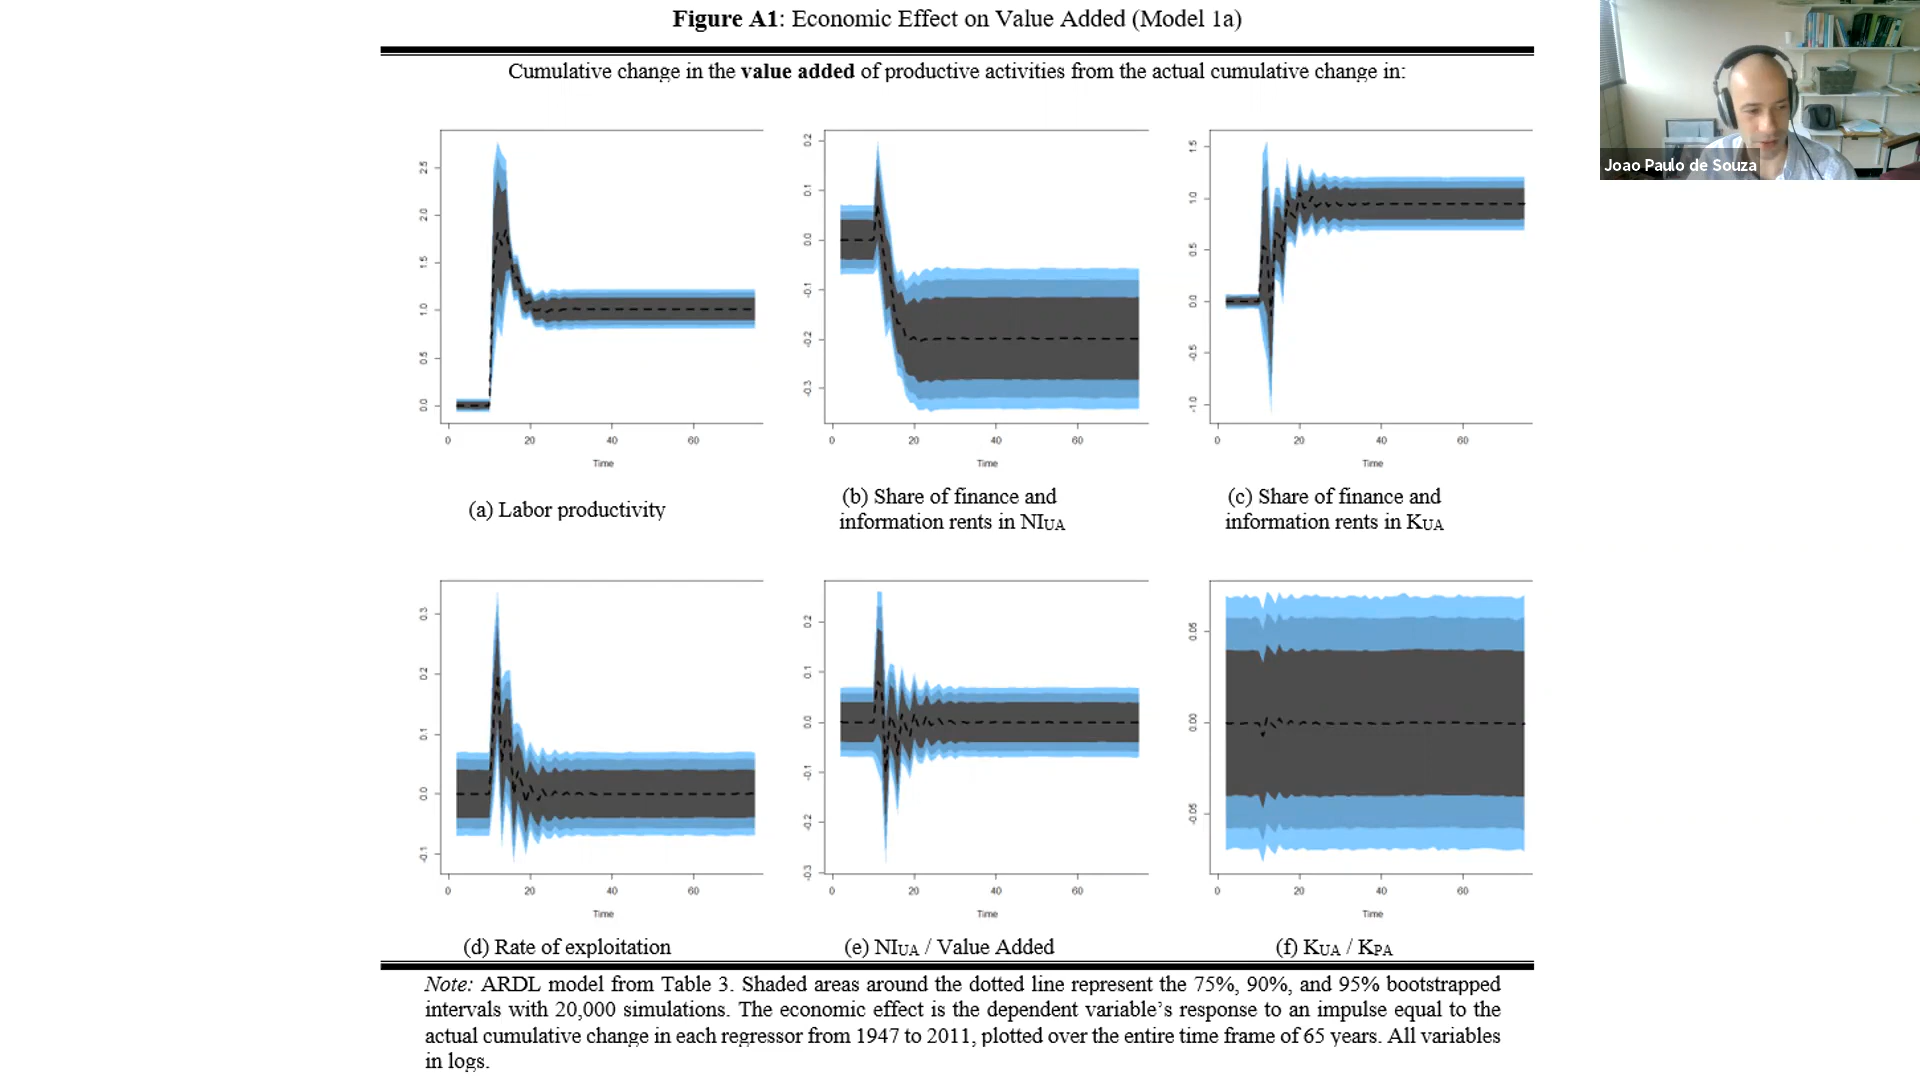 Figure A1: Economic Effect on Value Added (Model 1a)
Cumulative change in the value added of productive activities from the actual cumulative change in:
Joao Paulo de Souza
2.5
2.0
1.5
1.0
0.5
0.0
0
20
40
60
Time
(a) Labor productivity
0.2
0.1
0.0
-0.1
-0.2
-0.3
0
20
40
60
Time
(b) Share of finance and
information rents in NIUA
1.5
1.0
0.5
0.0
-0.5
-1.0
0
20
40
60
Time
(c) Share of finance and
information rents in KUA
0.3
0.2
0.1
0.0
-0.1
0
20
40
60
Time
(d) Rate of exploitation
0.2
0.1
0.0
-0.1
-0.2
-0.3
0
20
40
60
Time
(e) NIUA / Value Added
0.05
0.00
-0.05
0
20
40
60
Time
(f) KUA / KPA
Note: ARDL model from Table 3. Shaded areas around the dotted line represent the 75%, 90%, and 95% bootstrapped
intervals with 20,000 simulations. The economic effect is the dependent variable's response to an impulse equal to the
actual cumulative change in each regressor from 1947 to 2011, plotted over the entire time frame of 65 years. All variables
in logs.